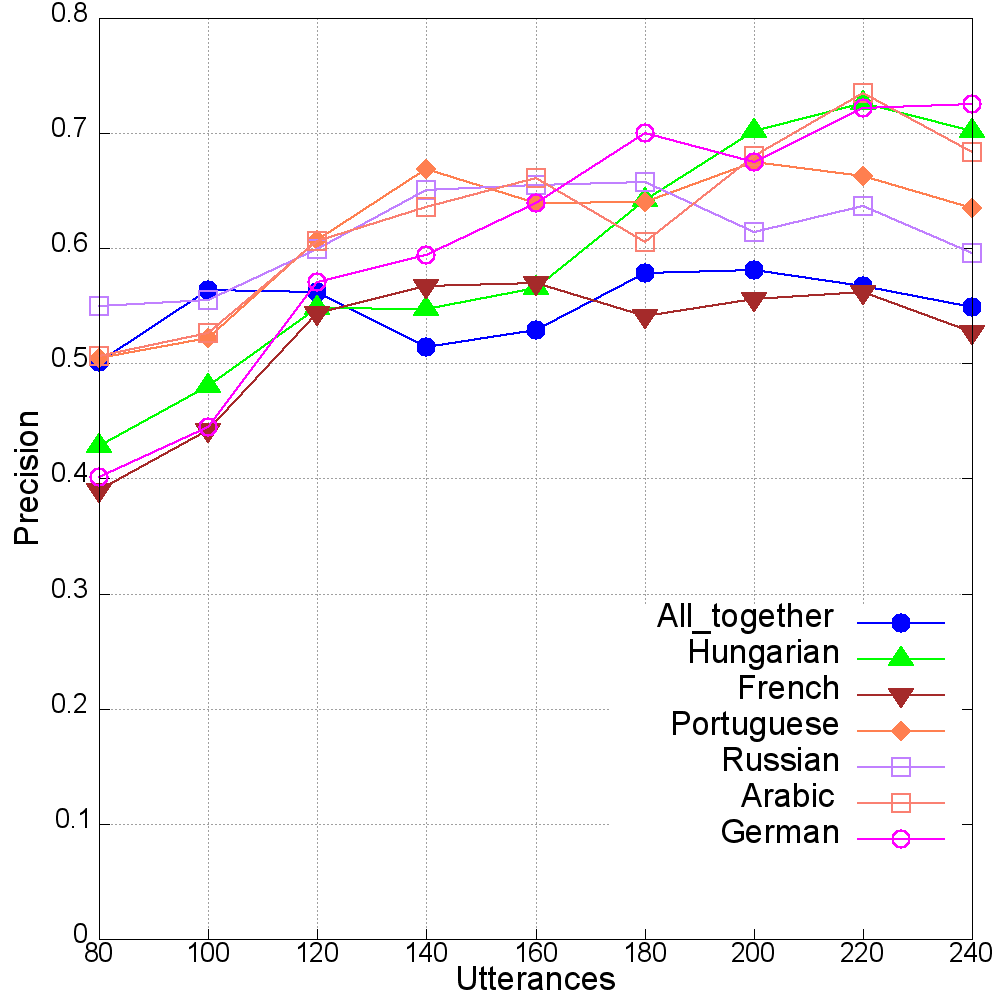 0.8
0.7
0.6
0.5
0.4
0.3
0.2
0.1
0
Precision
All_together
Hungarian
French
Portuguese
Russian
Arabic
German
80 100 120 140 160 180 200 220 240
Utterances